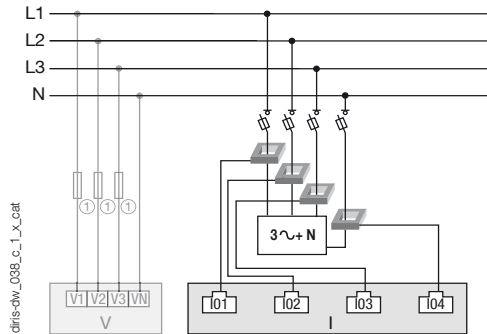 L1
L2
L3
N
1 1 1
3∿+ N
V1 V2 V3 VN
V
I01 I02 I03 I04
I
diris-dw_038_c_1_x_cat